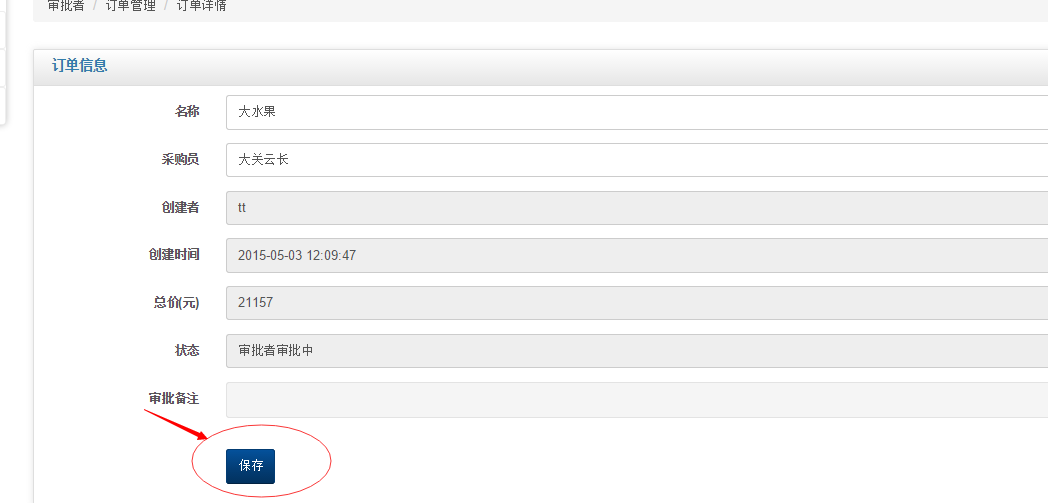 审批者 / 订单管理 / 订单详情
订单信息
名称 大水果
采购员 大关云长
创建者 tt
创建时间 2015-05-03 12:09:47
总价(元) 21157
状态 审批者审批中
审批备注
保存